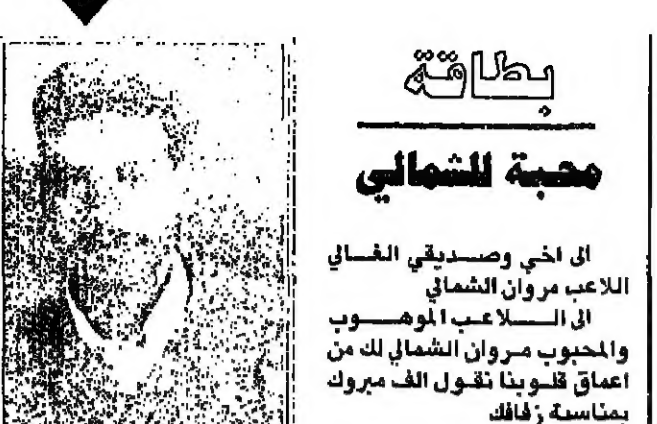 بطاقة
محبة للشمالي
الى اخي وصديقي الغالي
اللاعب مروان الشمالي
الى اللاعب الموهوب
والمحبوب مروان الشمالي لك من
اعماق قلوبنا نقول الف مبروك
بمناسبة زفافك